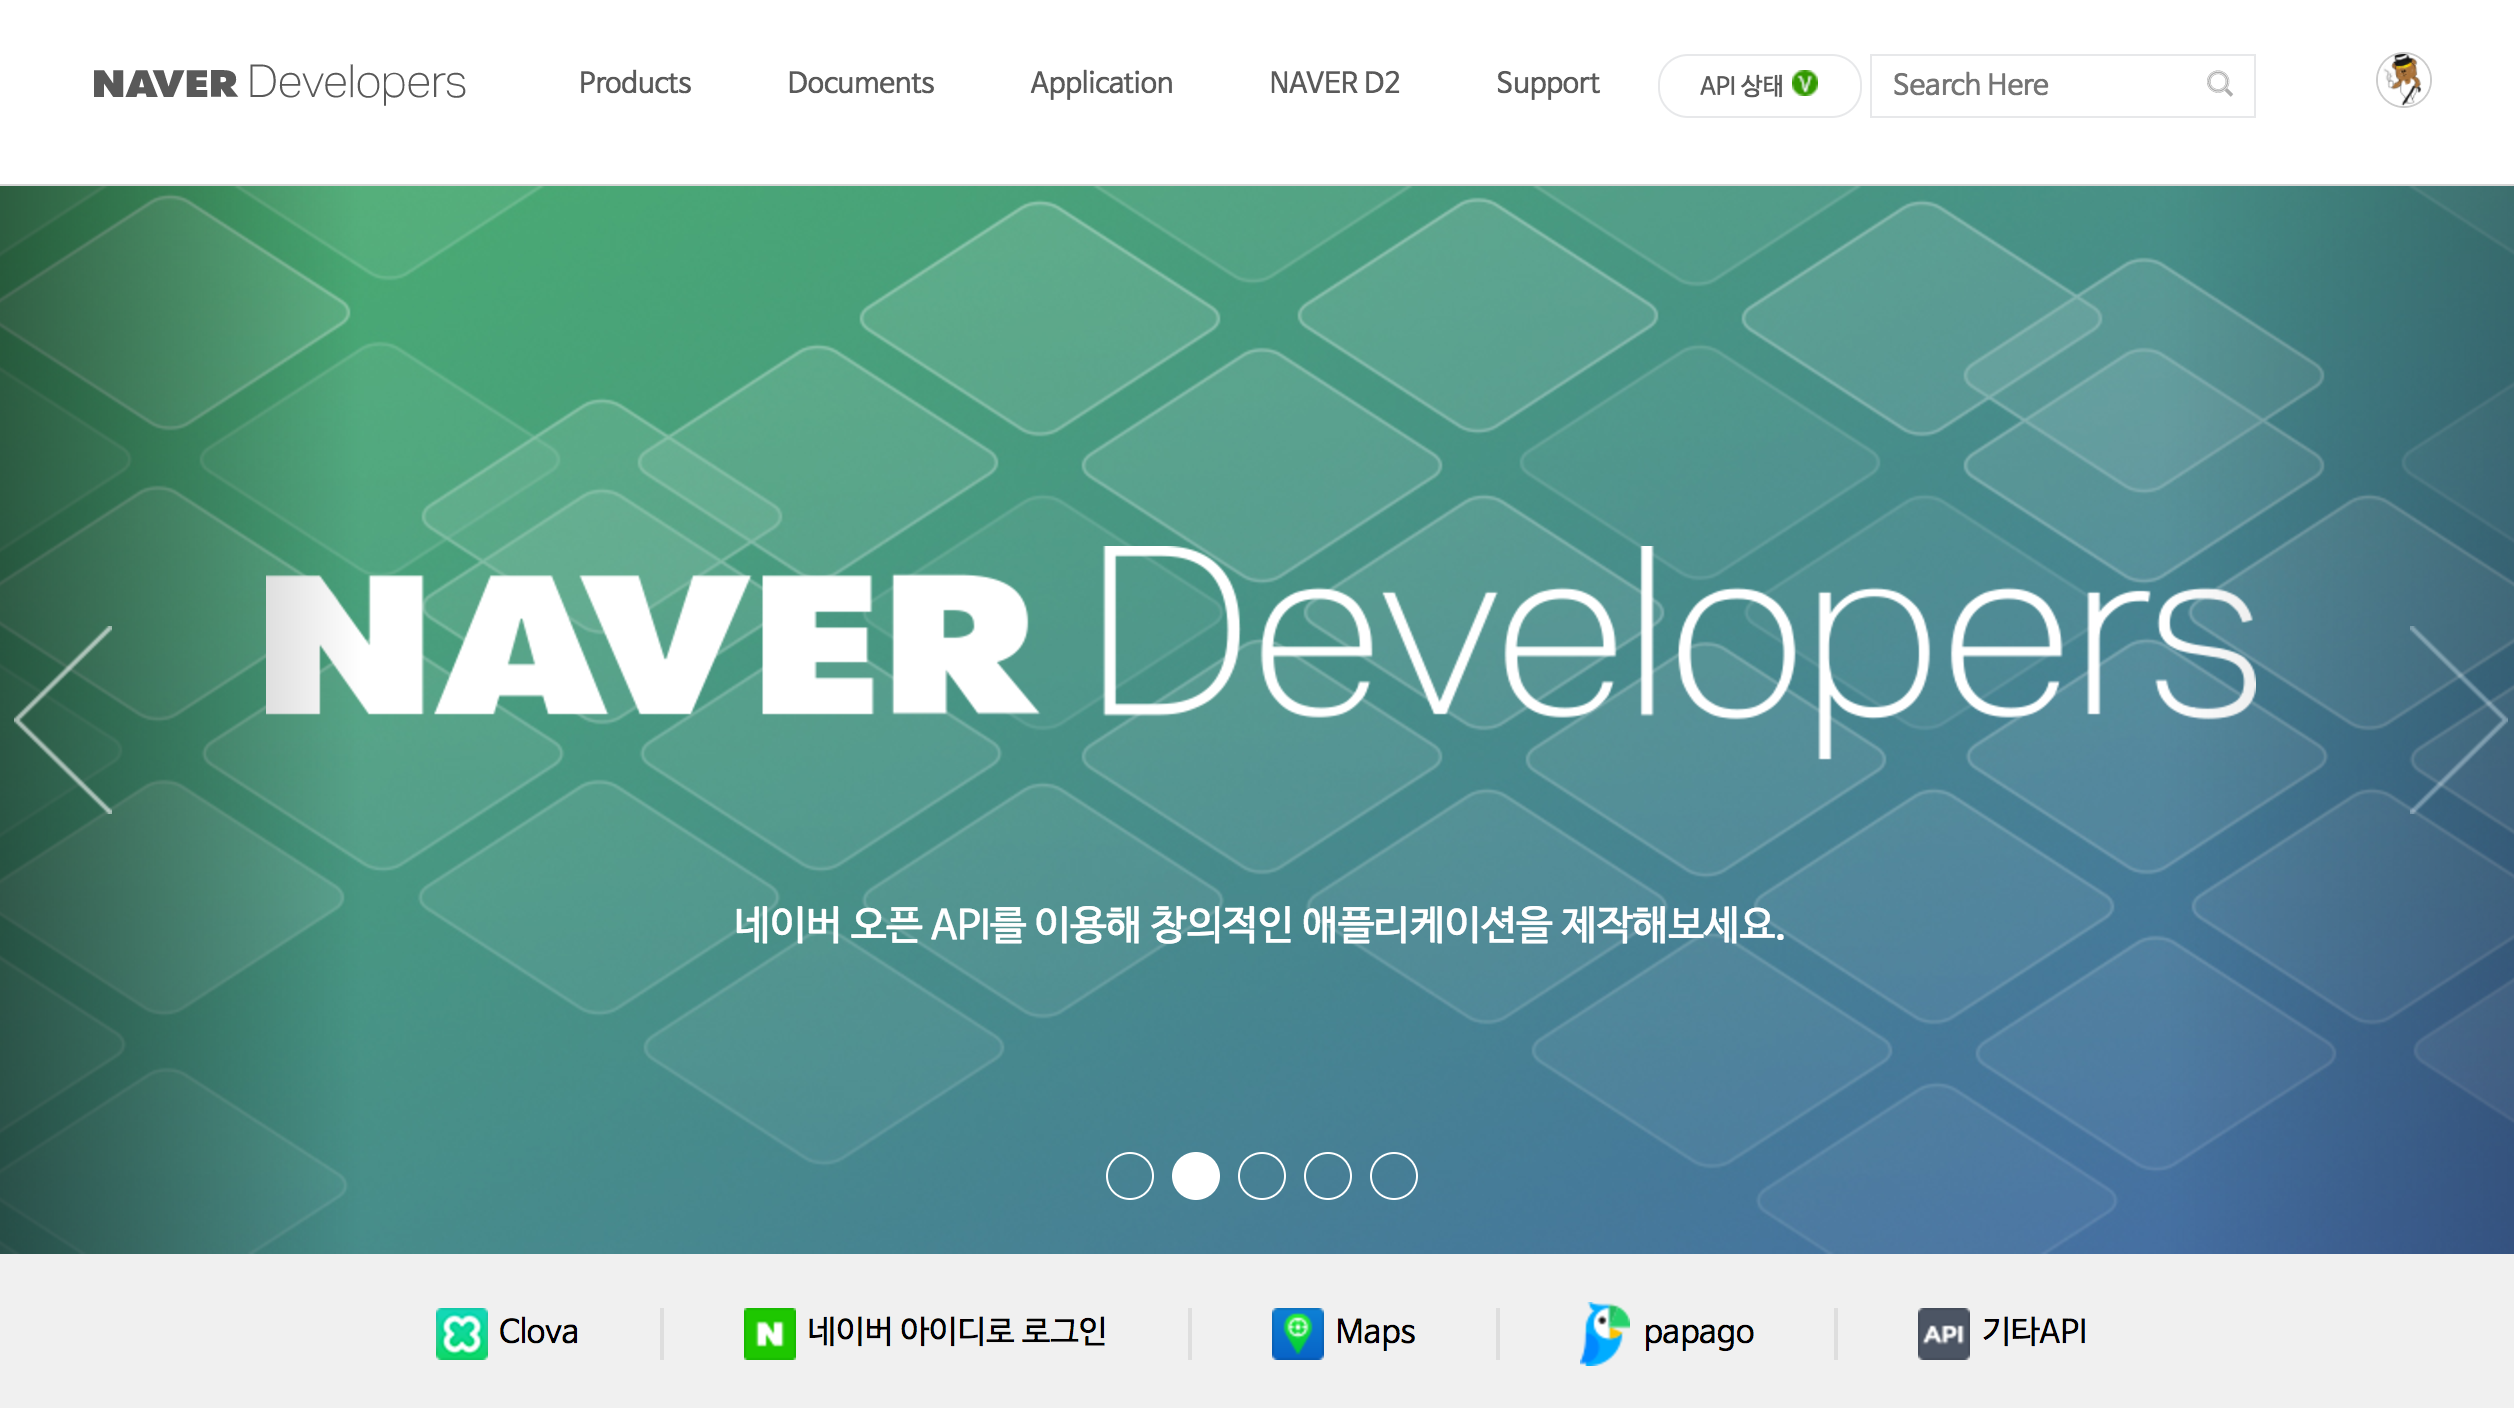 NAVER Developers
Products
Documents
Application
NAVER D2
Support
API 상태
Search Here
NAVER Developers
네이버 오픈 API를 이용해 창의적인 애플리케이션을 제작해보세요.
Clova
N 네이버 아이디로 로그인
Maps
papago
API 기타API